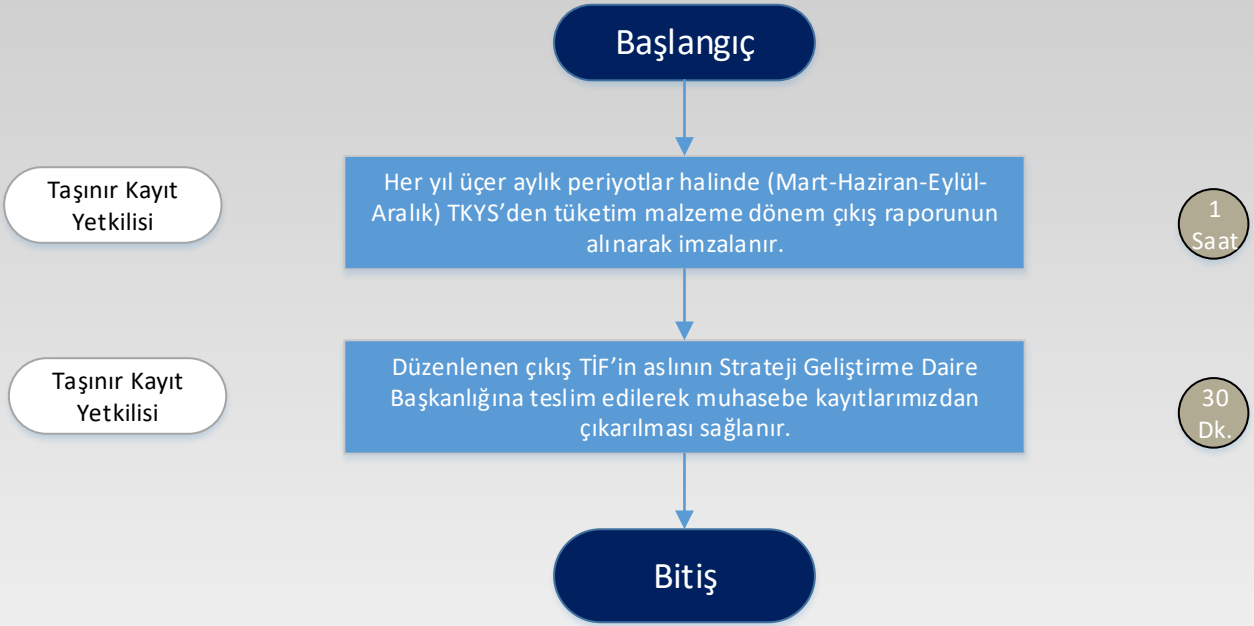 Başlangıç
Taşınır Kayıt
Yetkilisi
Her yıl üçer aylık periyotlar halinde (Mart-Haziran-Eylül-
Aralık) TKYS’den tüketim malzeme dönem çıkış raporunun
alınarak imzalanır.
1
Saat
Taşınır Kayıt
Yetkilisi
Düzenlenen çıkış TİF’in aslının Strateji Geliştirme Daire
Başkanlığına teslim edilerek muhasebe kayıtlarımızdan
çıkarılması sağlanır.
30
Dk.
Bitiş